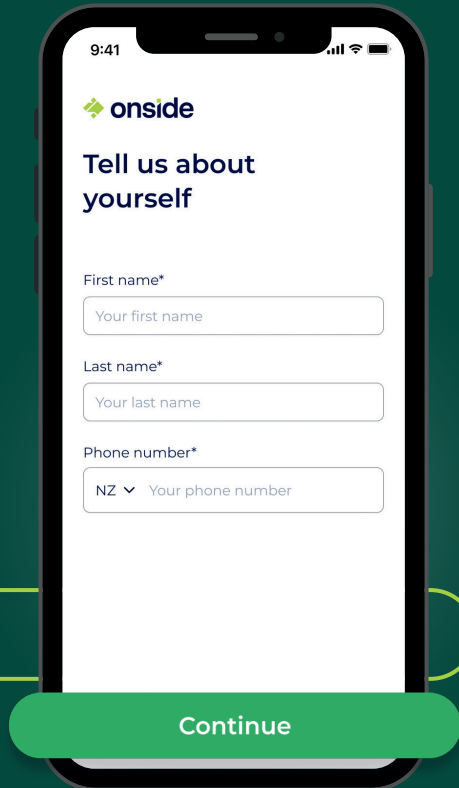 9:41
onside
Tell us about
yourself
First name*
Your first name
Last name*
Your last name
Phone number*
NZ Your phone number
Continue